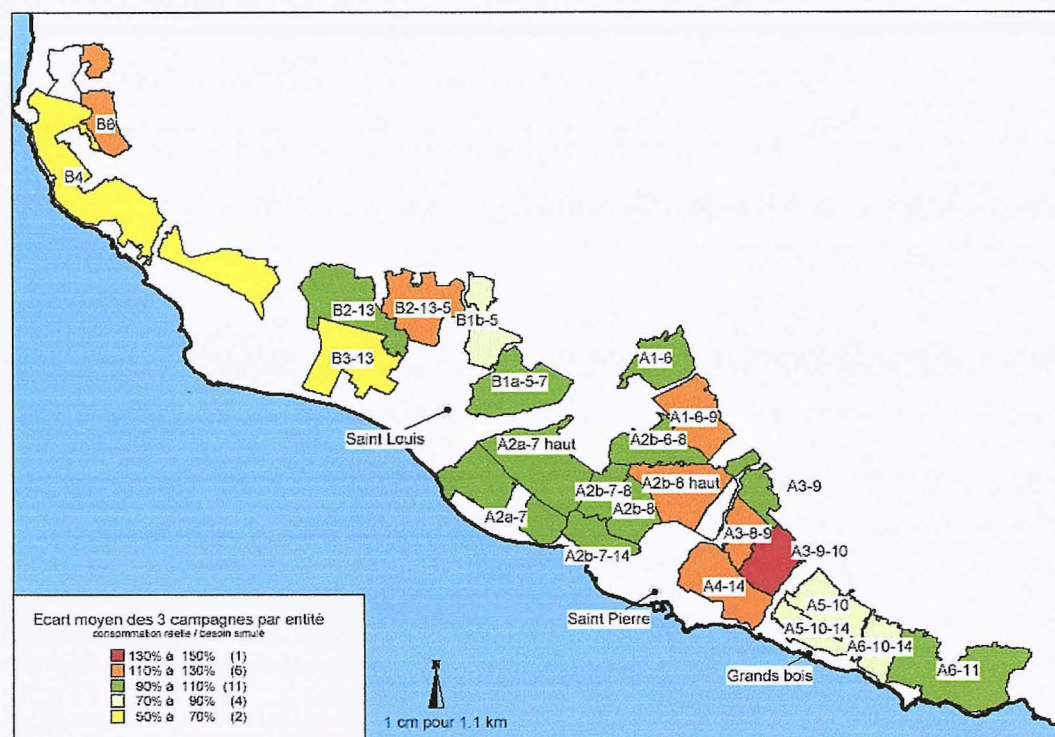 B6
B4
B2-13
B2-13-5
B1b-5
B3-13
A1-6
B1a-5-7
A1-6-9
Saint Louis
A2a-7 haut
A2b-6-8
A2b-8 haut
A3-9
A2b-7-8
A2b-8
A2a-7
A3-8-9
A2b-7-14
A3-9-10
A4-14
Saint Pierre
A5-10
A5-10-14
A6-10-14
A6-11
Grands bois
Ecart moyen des 3 campagnes par entité
consommation réelle / besoin simulé
130% à 150% (1)
110% à 130% (6)
90% à 110% (11)
70% à 90% (4)
50% à 70% (2)
N
1 cm pour 1.1 km